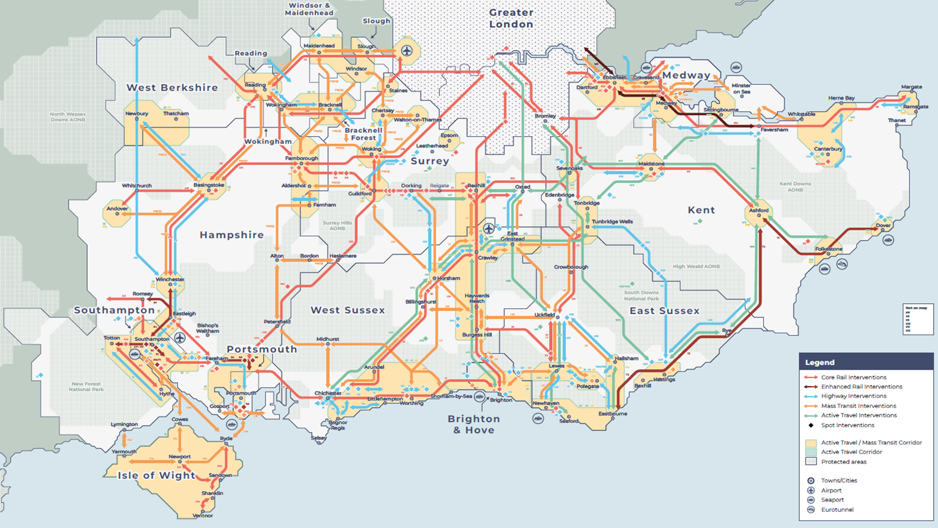 Windsor &
Maidenhead
Slough
Greater
London
Reading
Maidenhead
Slough
Windsor
Medway
Ebbsfleet
Gravesend
Dartford
Medway
Sittingbourne
Minster
on Sea
Herne Bay
Margate
Ramsgate
Thanet
Whitstable
Faversham
Canterbury
West Berkshire
Reading
Staines
Wokingham
Bracknell
Chertsey
Walton-on-Thames
Bromley
North Wessex
Downs AONB
Newbury
Thatcham
Bracknell
Forest
Epsom
Leatherhead
Wokingham
Woking
Surrey
Farnborough
Sevenoaks
Maidstone
Whitchurch
Basingstoke
Aldershot
Guildford
Dorking
Reigate
Redhill
Oxted
Edenbridge
Tonbridge
Kent Downs
AONB
Andover
Farnham
Kent
Ashford
Surrey Hills
AONB
Tunbridge Wells
Dover
Hampshire
East
Grinstead
Crawley
Folkestone
Alton
Bordon
Haslemere
Crowborough
High Weald AONB
Winchester
Horsham
Romsey
Billingshurst
Haywards
Heath
South Downs
National Park
Southampton
Eastleigh
West Sussex
East Sussex
Uckfield
Bishop's
Waltham
Petersfield
Rye
Totton
Southampton
Midhurst
Burgess Hill
Portsmouth
Fareham
Hailsham
Arundel
Lewes
Hastings
Bexhill
New Forest
National Park
Hythe
Portsmouth
Gosport
Chichester
Littlehampton
Worthing
Shoreham-by-Sea
Brighton
Newhaven
Polegate
Seaford
Eastbourne
Bognor
Regis
Selsey
Brighton
& Hove
Lymington
Cowes
Ryde
Yarmouth
Newport
Isle of Wight
Sandown
Shanklin
Ventnor
Legend
Core Rail Interventions
Enhanced Rail Interventions
Highway Interventions
Mass Transit Interventions
Active Travel Interventions
Spot Interventions
Active Travel / Mass Transit Corridor
Active Travel Corridor
Protected areas
Towns/Cities
Airport
Seaport
Eurotunnel